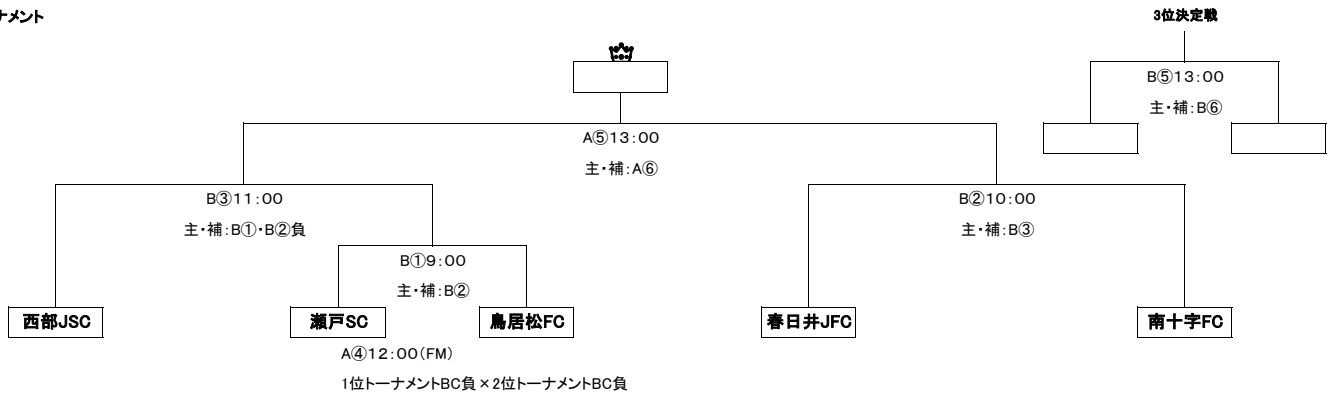 ナメント
3位決定戦
B⑤13:00
主・補:B⑥
A⑤13:00
主・補:A⑥
B③11:00
主・補:B①・B②負
B②10:00
主・補:B③
B①9:00
主・補:B②
西部JSC
瀬戸SC
鳥居松FC
春日井JFC
南十字FC
A④12:00(FM)
1位トーナメントBC負×2位トーナメントBC負